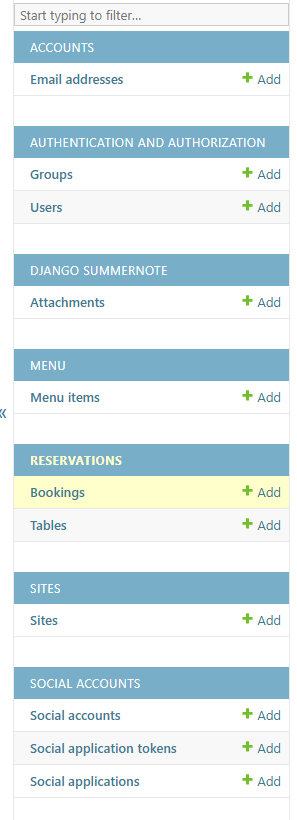 Start typing to filter...
ACCOUNTS
Email addresses + Add
AUTHENTICATION AND AUTHORIZATION
Groups + Add
Users + Add
DJANGO SUMMERNOTE
Attachments + Add
MENU
Menu items + Add
«
RESERVATIONS
Bookings + Add
Tables + Add
SITES
Sites + Add
SOCIAL ACCOUNTS
Social accounts + Add
Social application tokens + Add
Social applications + Add